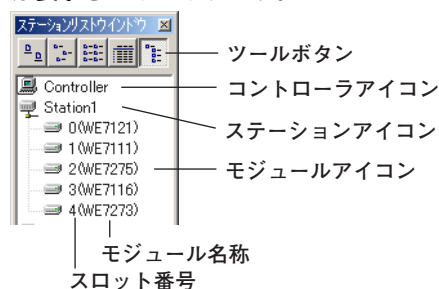 ステーションリストウインドウ
ツールボタン
Controller
コントローラアイコン
Station1
ステーションアイコン
0(WE7121)
1(WE7111)
2(WE7275)
モジュールアイコン
3(WE7116)
4(WE7273)
モジュール名称
スロット番号